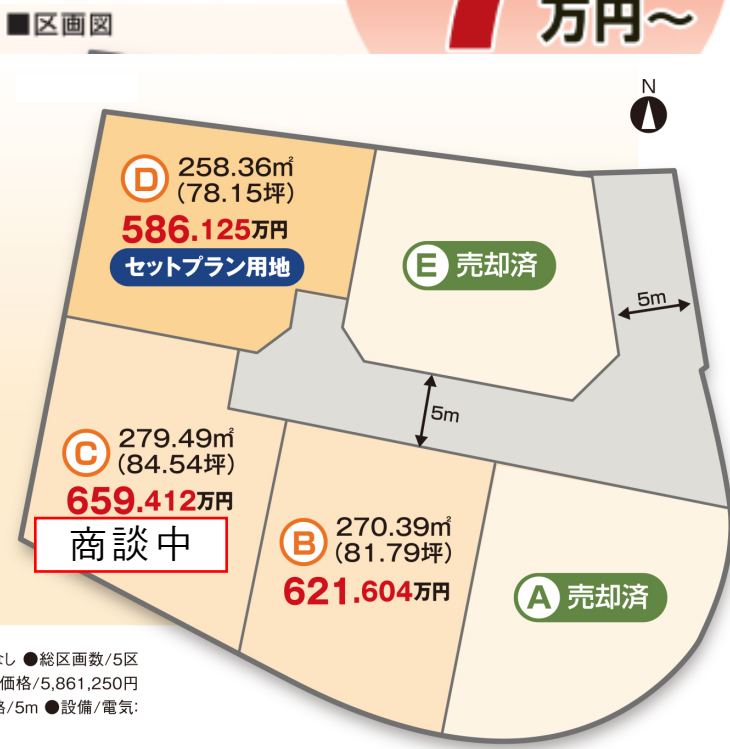 ■区画図
7万円～
N
D 258.36㎡
(78.15坪)
586.125万円
セットプラン用地
E 売却済
5m
5m
C 279.49㎡
(84.54坪)
659.412万円
商談中
B 270.39㎡
(81.79坪)
621.604万円
A 売却済
し ●総区画数/5区
価格/5,861,250円
/5m ●設備/電気: